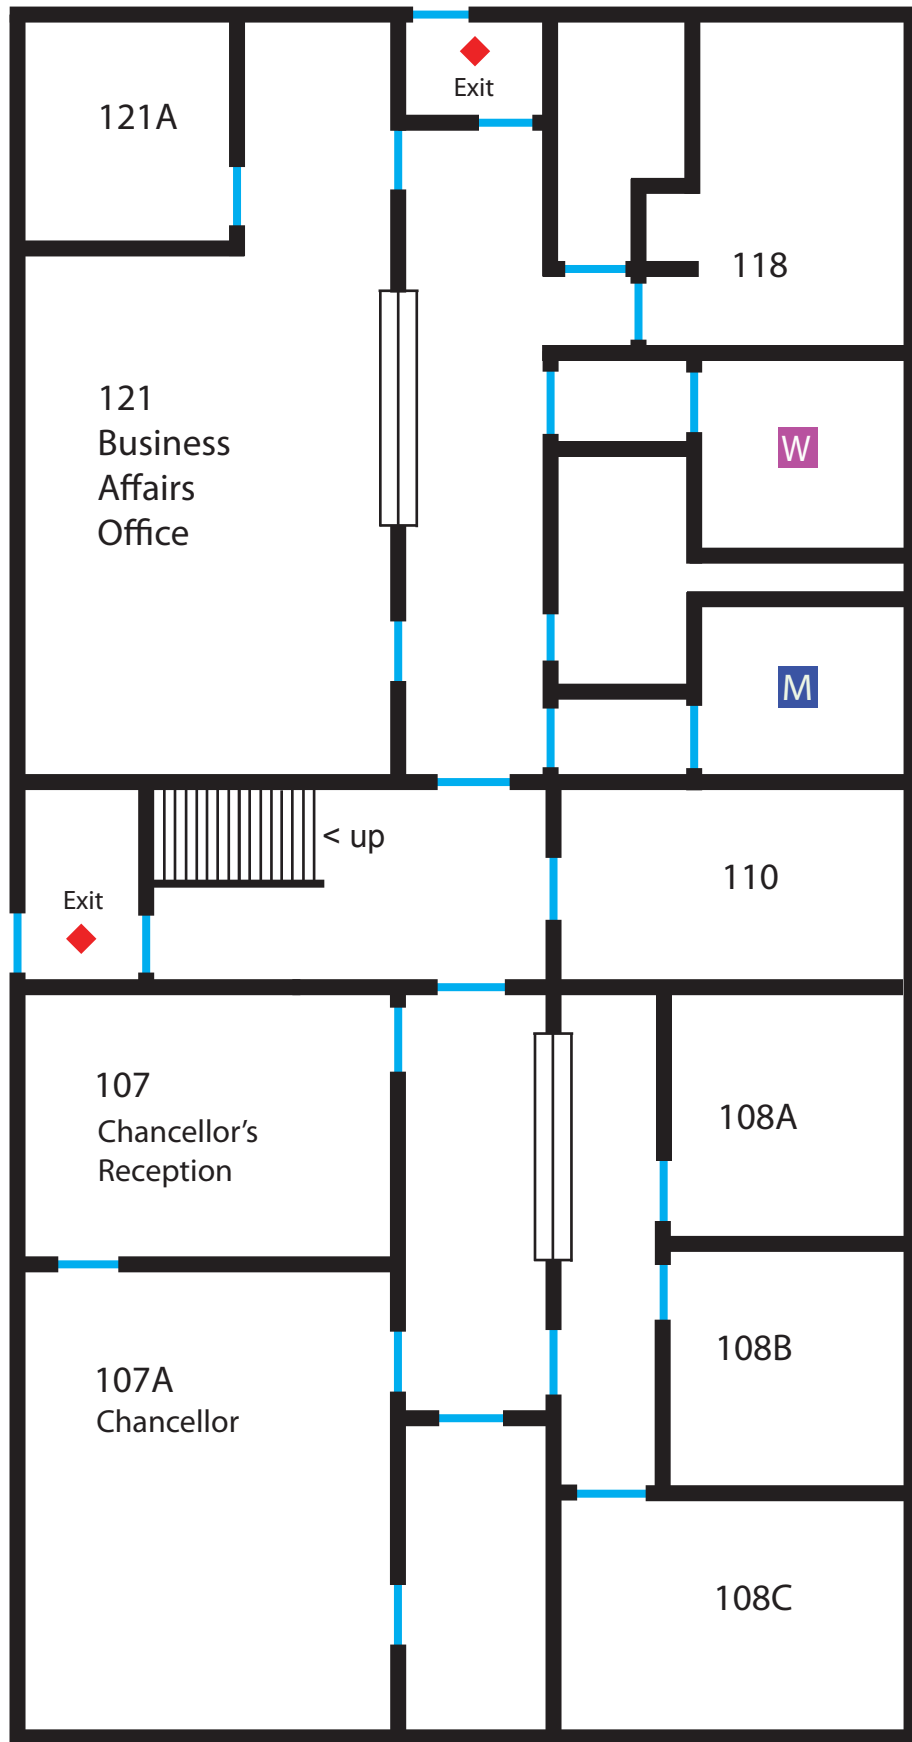 Exit
121A
118
121
Business
Affairs
Office
W
M
< up
110
Exit
107
Chancellor's
Reception
108A
108B
107A
Chancellor
108C